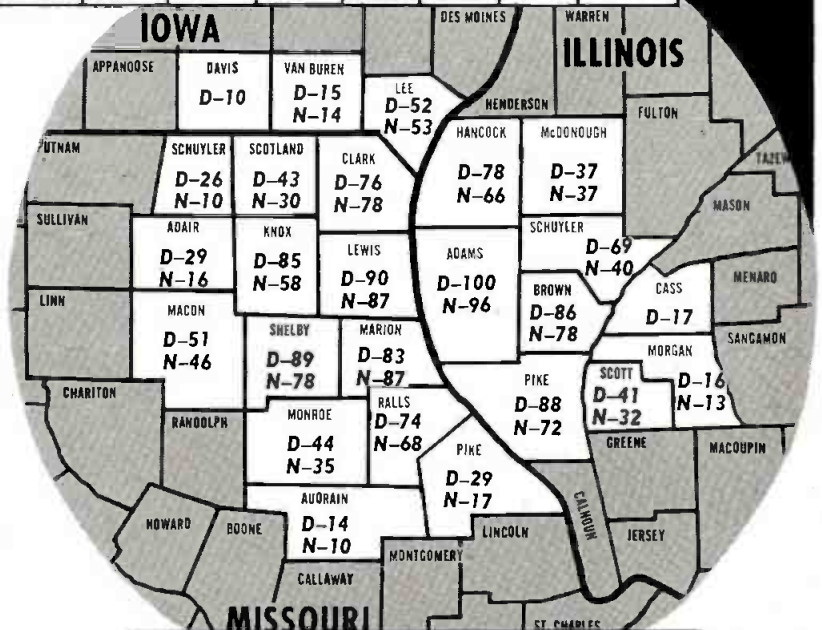 IOWA
ILLINOIS
DES MOINES
WARREN
APPANOOSE
DAVIS
D-10
VAN BUREN
D-15
N-14
LEE
D-52
N-53
HENDERSON
FULTON
PUTNAM
SCHUYLER
D-26
N-10
SCOTLAND
D-43
N-30
CLARK
D-76
N-78
HANCOCK
D-78
N-66
McDONOUGH
D-37
N-37
TAZEW
MASON
SULLIVAN
ADAIR
D-29
N-16
KNOX
D-85
N-58
LEWIS
D-90
N-87
ADAMS
D-100
N-96
SCHUYLER
D-69
N-40
BROWN
D-86
N-78
CASS
D-17
MENARD
LINN
MACON
D-51
N-46
SHELBY
D-89
N-78
MARION
D-83
N-87
PIKE
D-88
N-72
SCOTT
D-41
N-32
MORGAN
D-16
N-13
SANGAMON
CHARITON
RANDOLPH
MONROE
D-44
N-35
RALLS
D-74
N-68
PIKE
D-29
N-17
GREENE
MACOUPIN
HOWARD
BOONE
AUDRAIN
D-14
N-10
CALLAWAY
MONTGOMERY
LINCOLN
CALHOUN
JERSEY
MISSOURI
ST. CHARLES